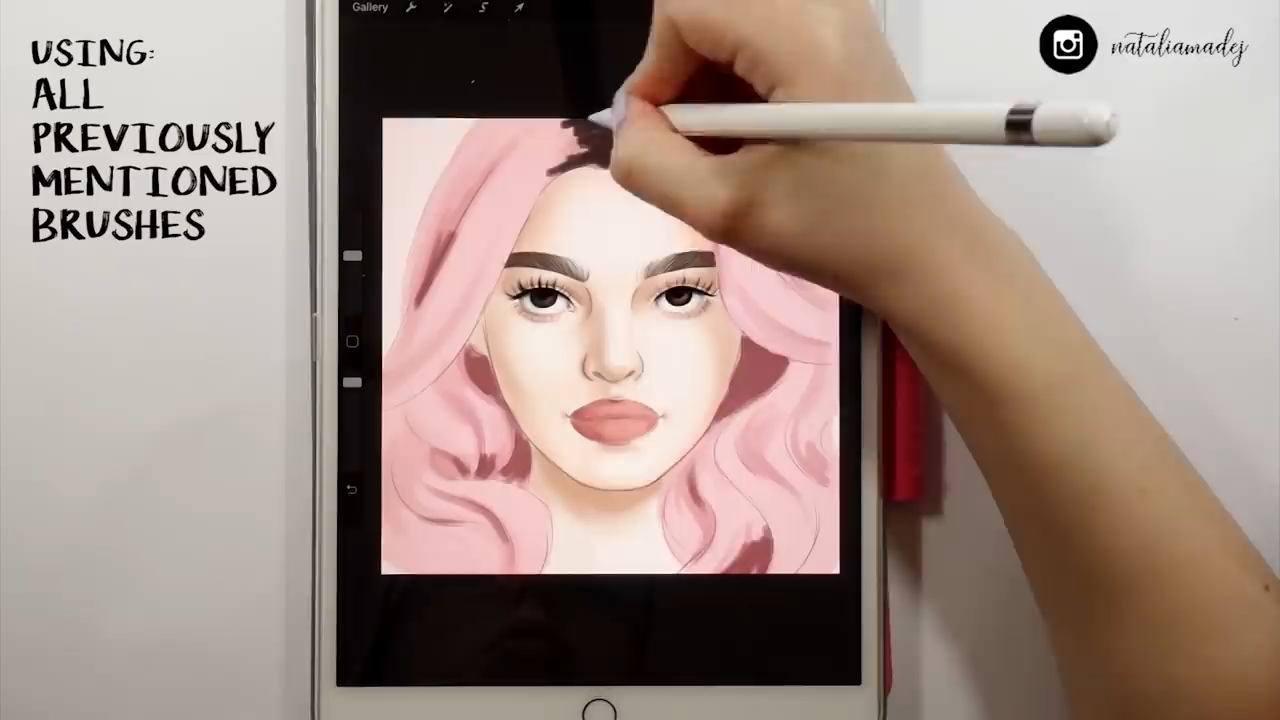 USING:
ALL
PREVIOUSLY
MENTIONED
BRUSHES
Gallery
nataliamadej